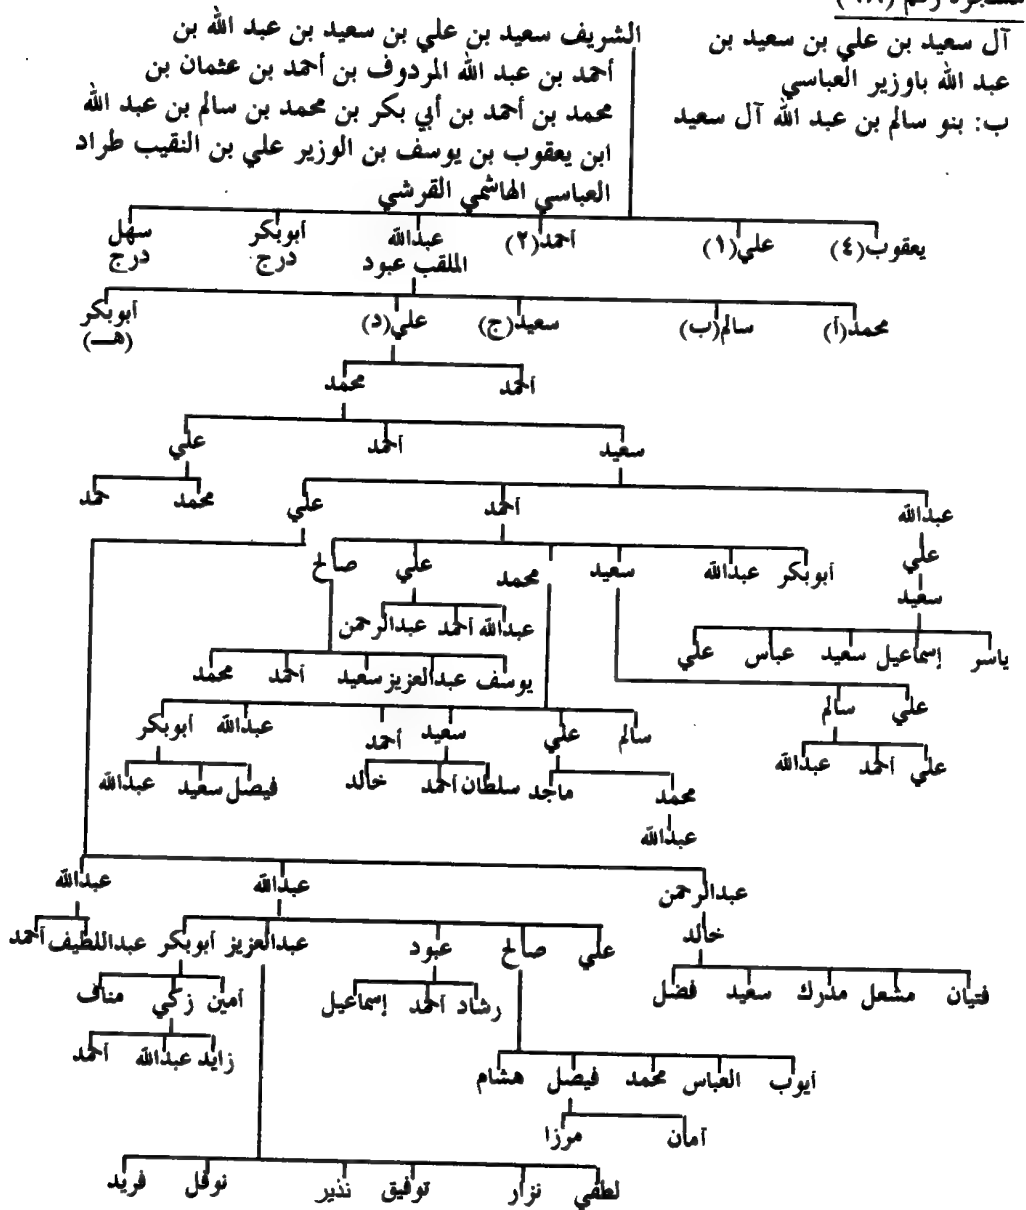 مشجرة رقم
آل سعيد بن علي بن سعيد بن
عبد الله باوزير العباسي
ب: بنو سالم بن عبد الله آل سعيد
الشريف سعيد بن علي بن سعيد بن عبد الله بن
أحمد بن عبد الله المردوف بن أحمد بن عثمان بن
محمد بن أحمد بن أبي بكر بن محمد بن سالم بن عبد الله
ابن يعقوب بن يوسف بن الوزير علي بن النقيب طراد
العباسي الهاشمي القرشي
يعقوب(٤) علي(١) أحمد(٢) عبدالله أبوبكر سهل
الملقب عبود درج درج
محمد(أ) سالم(ب) سعيد(ج) علي(د) أبوبكر
(هـ)
أحمد محمد
سعيد أحمد علي
محمد حمد
عبدالله أحمد علي
علي أبوبكر عبدالله سعيد محمد علي صالح
سعيد
عبدالله أحمد عبدالرحمن
ياسر إسماعيل سعيد عباس علي
يوسف عبدالعزيز سعيد أحمد محمد
علي سالم
سالم علي سعيد أحمد عبدالله أبوبكر
علي أحمد عبدالله
محمد ماجد سلطان أحمد خالد فيصل سعيد عبدالله
عبدالله
عبدالرحمن عبدالله عبدالله
خالد علي صالح عبود عبدالعزيز أبوبكر عبداللطيف أحمد
فتيان مشعل مدرك سعيد فضل رشاد أحمد إسماعيل أمين زكي مناف
زايد عبدالله أحمد
أيوب العباس محمد فيصل هشام
أمان مرزا
لطفي نزار توفيق نذير نوفل فريد